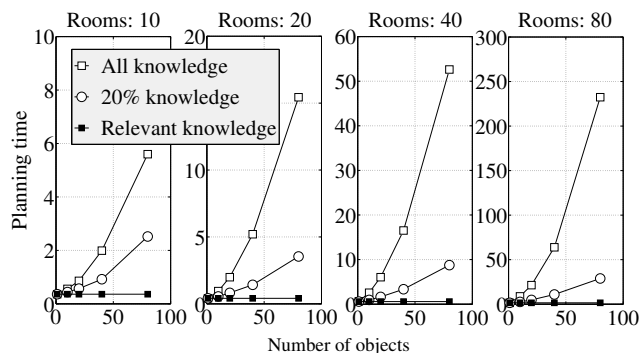 Rooms: 10 Rooms: 20 Rooms: 40 Rooms: 80
10 20 60 300
All knowledge
20% knowledge
Relevant knowledge
50 250
8
40 200
6
10
30 150
4
20 100
5
2
10 50
0 0 0 0
0 50 100 0 50 100 0 50 100 0 50 100
Planning time
Number of objects